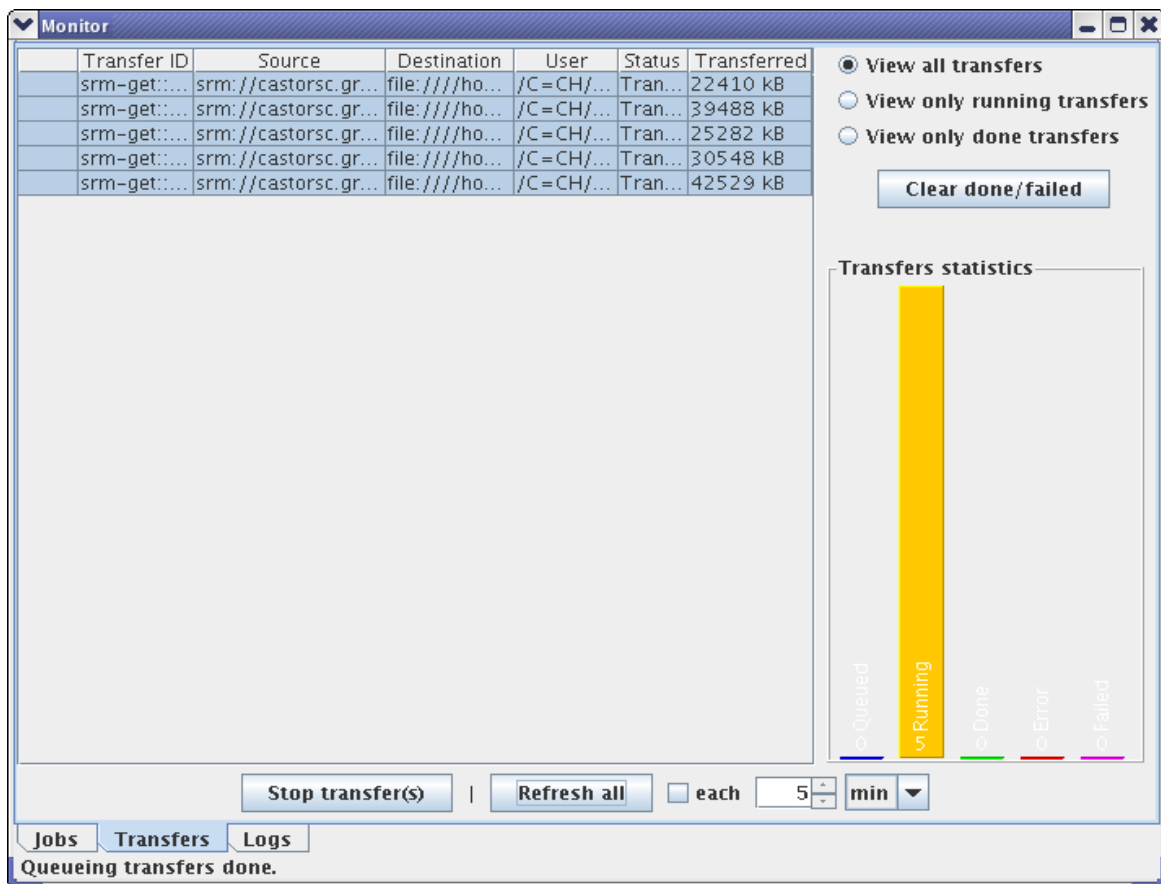 Monitor
Transfer ID Source Destination User Status Transferred
srm-get::... srm://castorsc.gr... file:////ho... /C=CH/... Tran... 22410 kB
srm-get::... srm://castorsc.gr... file:////ho... /C=CH/... Tran... 39488 kB
srm-get::... srm://castorsc.gr... file:////ho... /C=CH/... Tran... 25282 kB
srm-get::... srm://castorsc.gr... file:////ho... /C=CH/... Tran... 30548 kB
srm-get::... srm://castorsc.gr... file:////ho... /C=CH/... Tran... 42529 kB
View all transfers
View only running transfers
View only done transfers
Clear done/failed
Transfers statistics
0 Queued
5 Running
0 Done
0 Error
0 Failed
Stop transfer(s) | Refresh all each 5 min
Jobs Transfers Logs
Queueing transfers done.